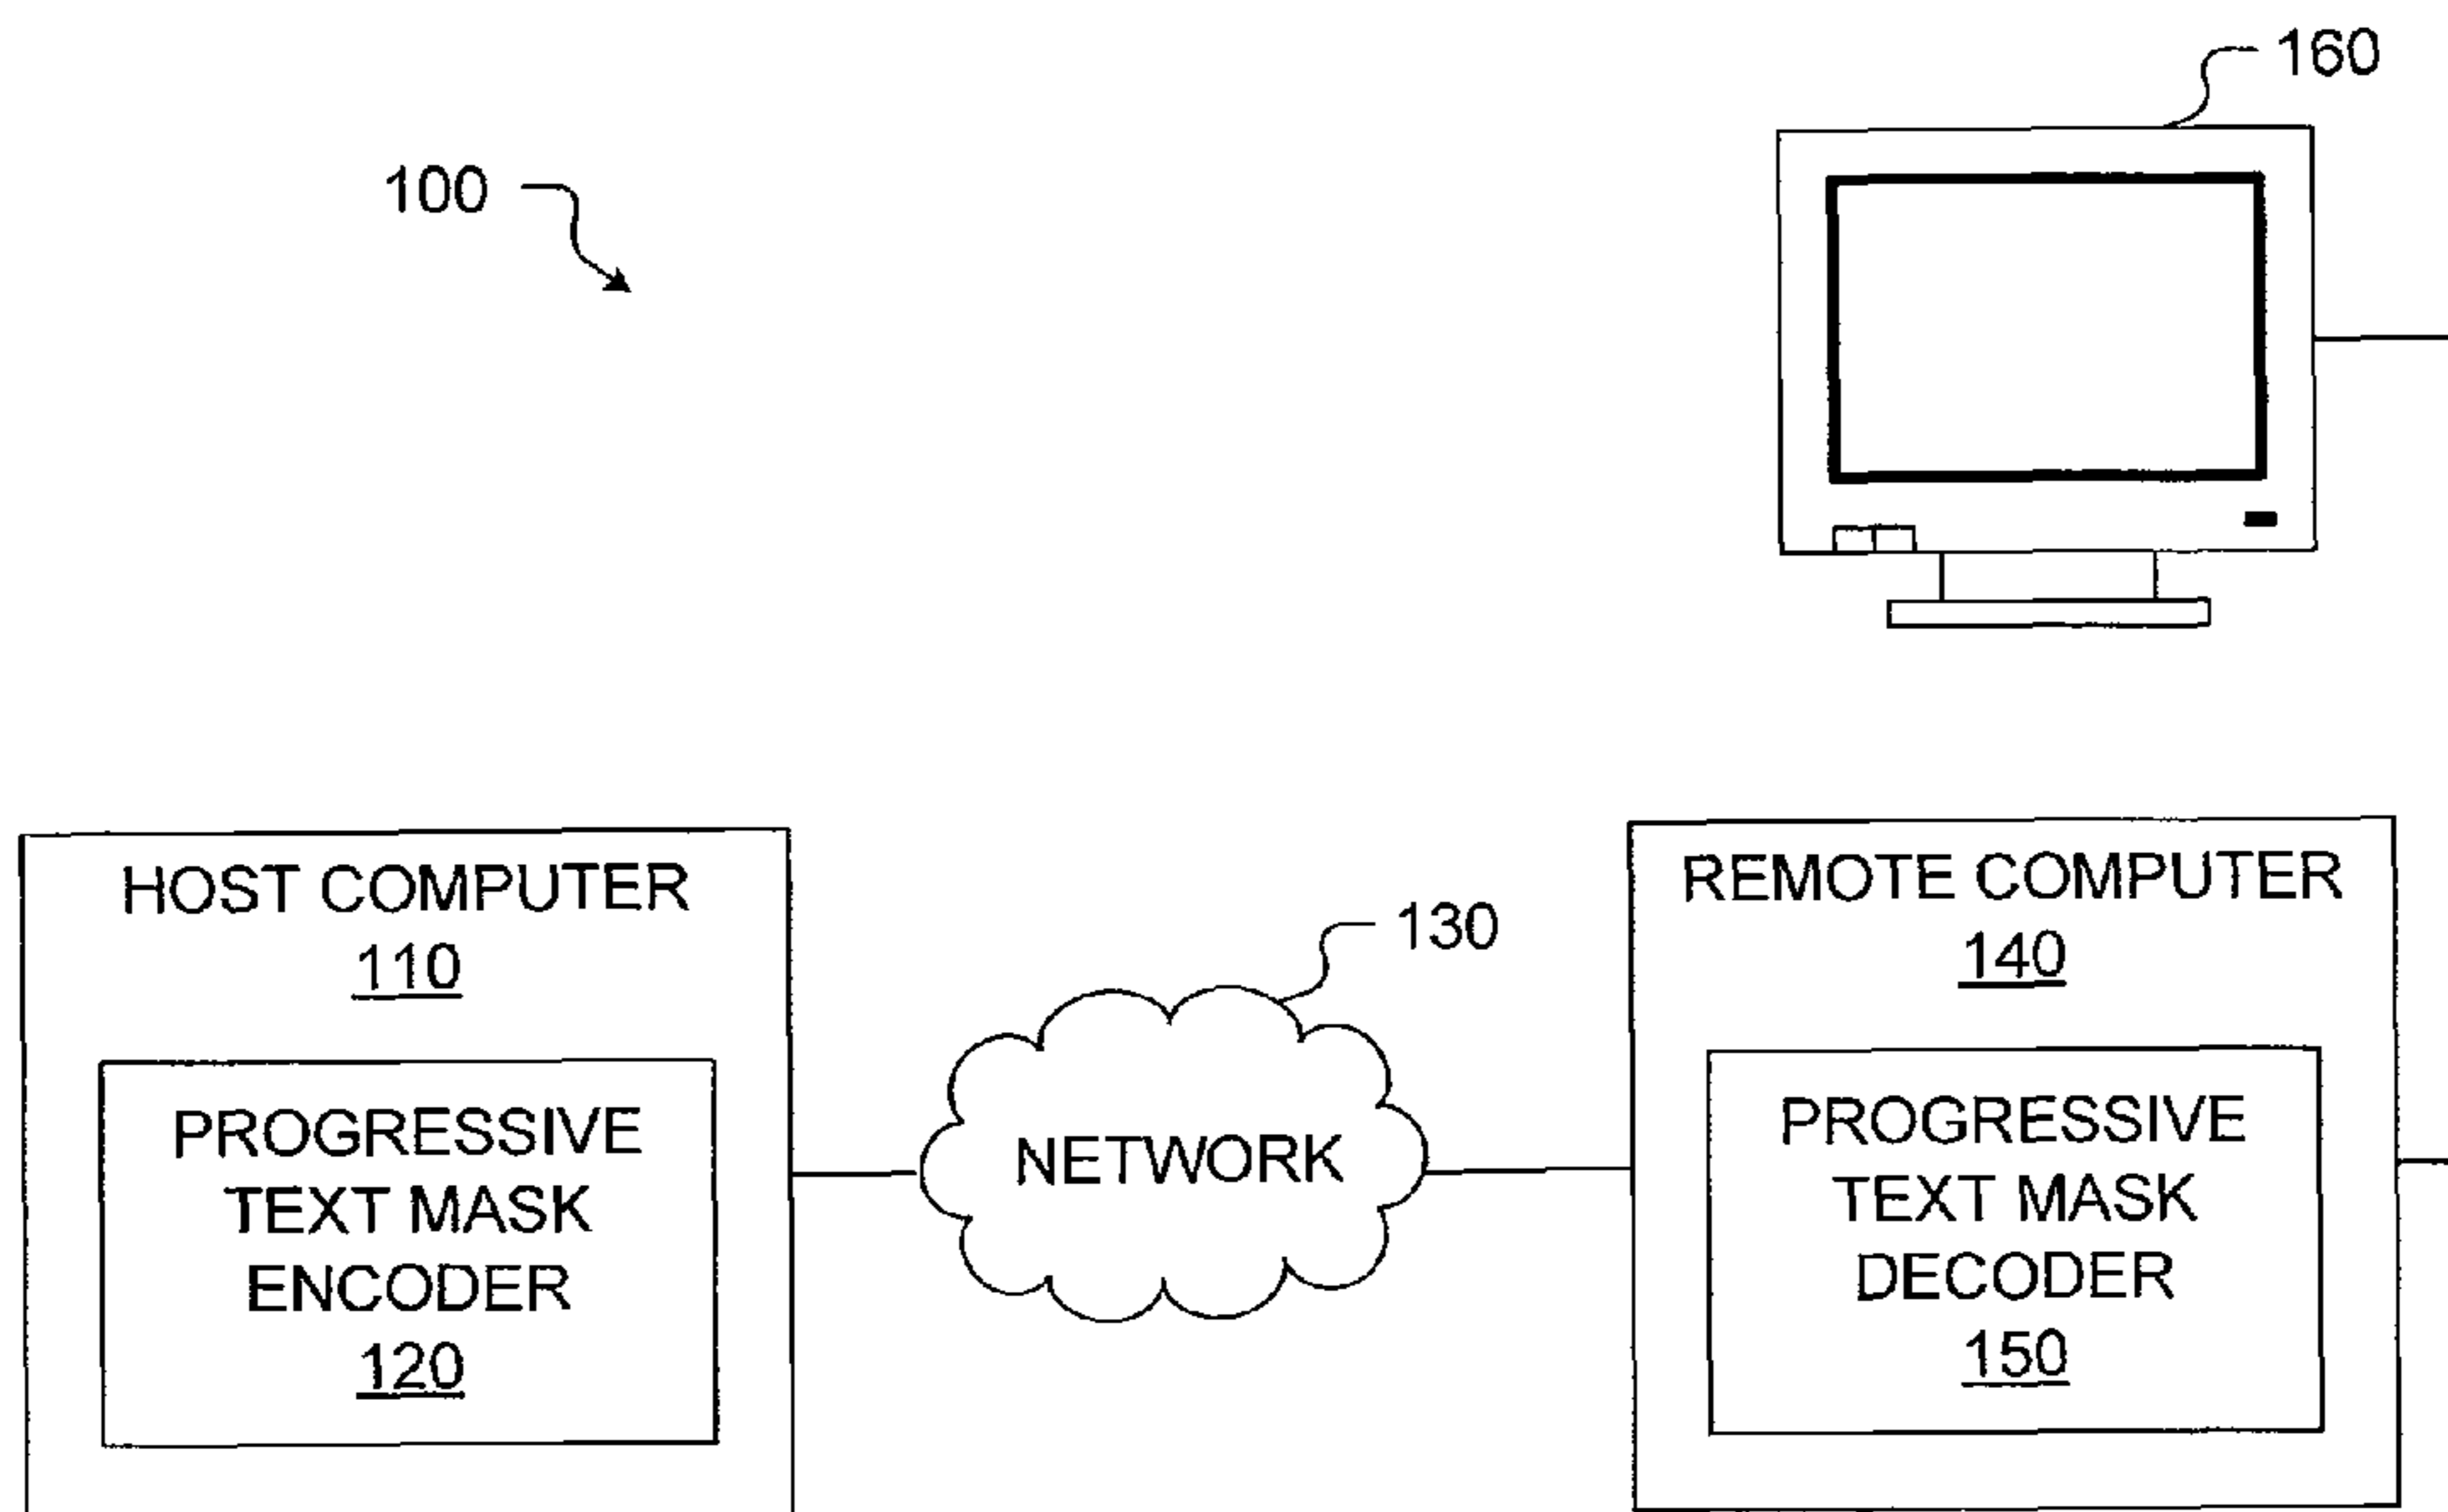 160
100
HOST COMPUTER
110
PROGRESSIVE
TEXT MASK
ENCODER
120
130
NETWORK
REMOTE COMPUTER
140
PROGRESSIVE
TEXT MASK
DECODER
150